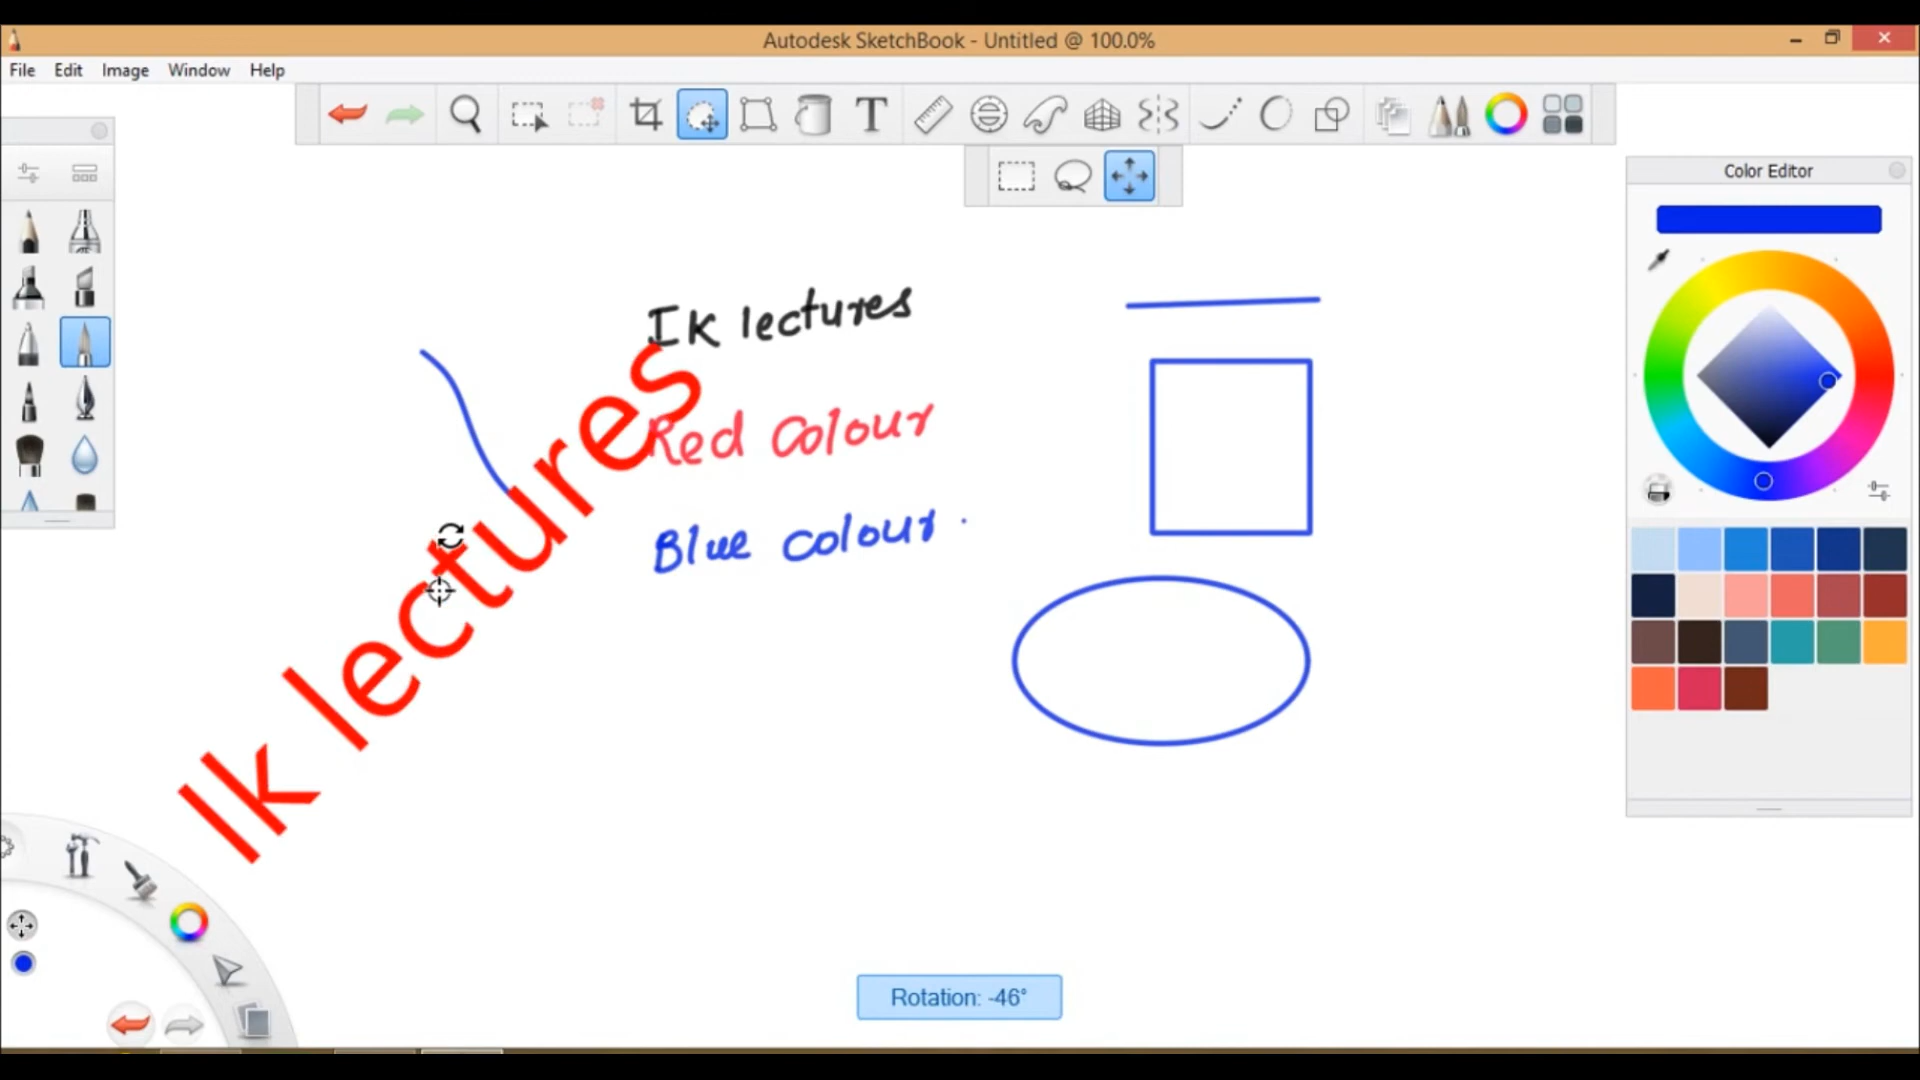 Autodesk SketchBook - Untitled @ 100.0%
File Edit Image Window Help
T
Color Editor
IK lectures
Red Colour
Blue colour.
Ik lectures
Rotation: -46°